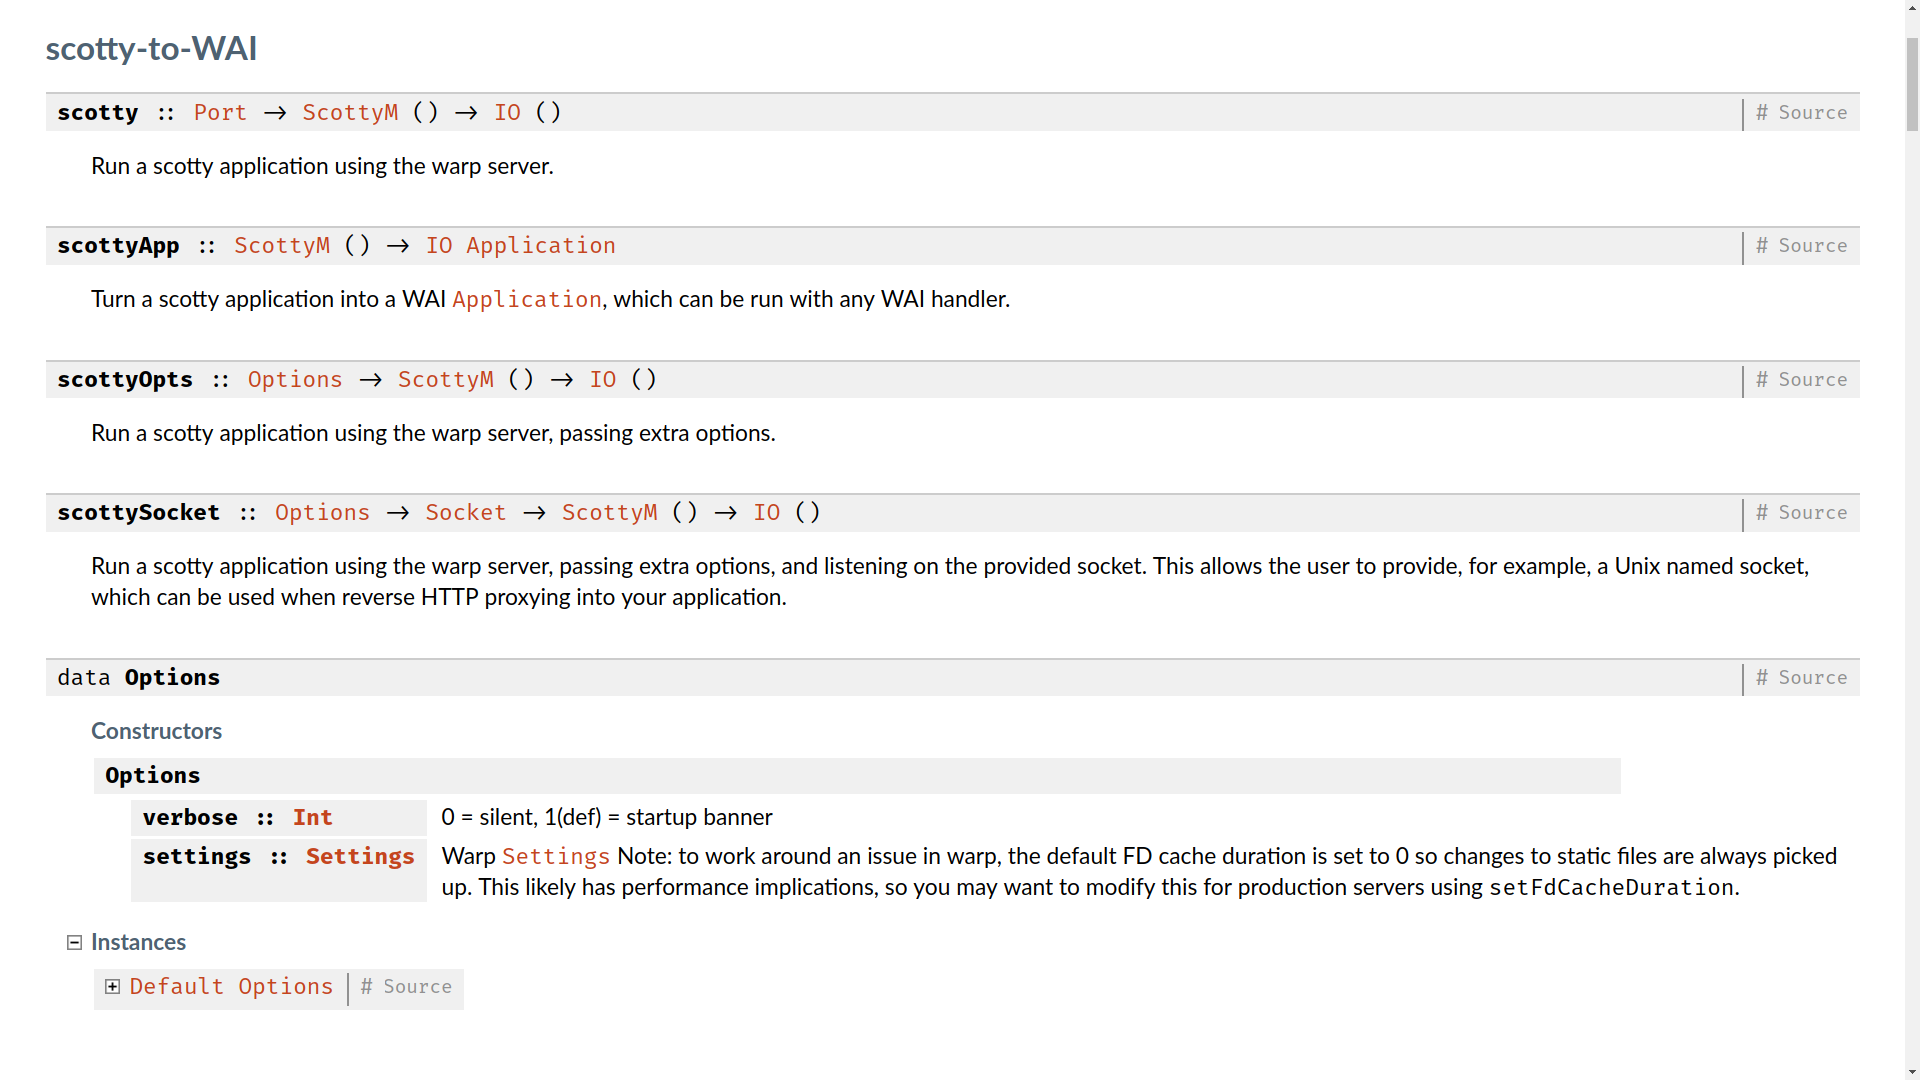 scotty-to-WAI
scotty :: Port → ScottyM () → IO () # Source
Run a scotty application using the warp server.
scottyApp :: ScottyM () → IO Application # Source
Turn a scotty application into a WAI Application, which can be run with any WAI handler.
scottyOpts :: Options → ScottyM () → IO () # Source
Run a scotty application using the warp server, passing extra options.
scottySocket :: Options → Socket → ScottyM () → IO () # Source
Run a scotty application using the warp server, passing extra options, and listening on the provided socket. This allows the user to provide, for example, a Unix named socket,
which can be used when reverse HTTP proxying into your application.
data Options # Source
Constructors
Options
verbose :: Int 0 = silent, 1(def) = startup banner
settings :: Settings Warp Settings Note: to work around an issue in warp, the default FD cache duration is set to 0 so changes to static files are always picked
up. This likely has performance implications, so you may want to modify this for production servers using setFdCacheDuration.
Instances
Default Options # Source